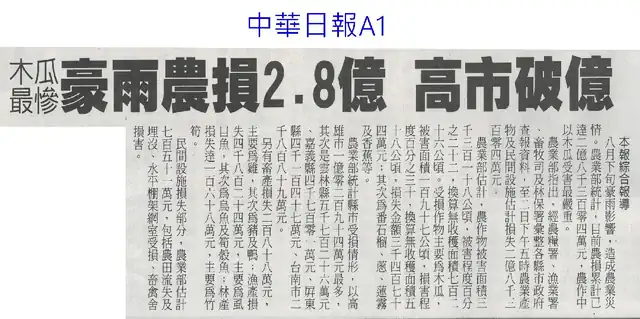 中華日報A1
木瓜最慘
豪雨農損2.8億 高市破億
本報綜合報導
八月下旬豪雨影響,造成農業災
情。農業部統計,目前農損累計已
達二億八千三百零四萬元,農作中
以木瓜受害最嚴重。
農業部指出,經農糧署、漁業署
、畜牧司及林保署彙整各縣市政府
查報資料,至二日下午五時農業產
物及民間設施估計損失二億八千三
百零四萬元。
農業部估計,農作物被害面積三
千三百一十八公頃,被害程度百分
之二十二,換算無收穫面積七百二
十六公頃。受損作物主要為木瓜,
被害面積一百九十七公頃,損害程
度百分之三十,換算無收穫面積五
十八公頃,損失金額三千四百七十
四萬元;其次為番石榴、蔥、蓮霧
及香蕉等。
農業部統計縣市受損情形,以高
雄市一億零二百九十四萬元最多,
其次是雲林縣五千七百二十六萬元
、嘉義縣四千七百零一萬元、屏東
縣四千一百四十七萬元、台南市二
千八百八十九萬元。
另有畜產損失二百八十八萬元,
主要為雞,其次為豬及鴨;漁產損
失四千八百三十四萬元,主要為虱
目魚,其次為烏魚及筍殼魚;林產
損失達一百六十八萬元,主要為竹
筍。
民間設施損失部分,農業部估計
七百五十一萬元,包括農田流失及
埋沒、水平棚架網室受損、畜禽舍
損害。